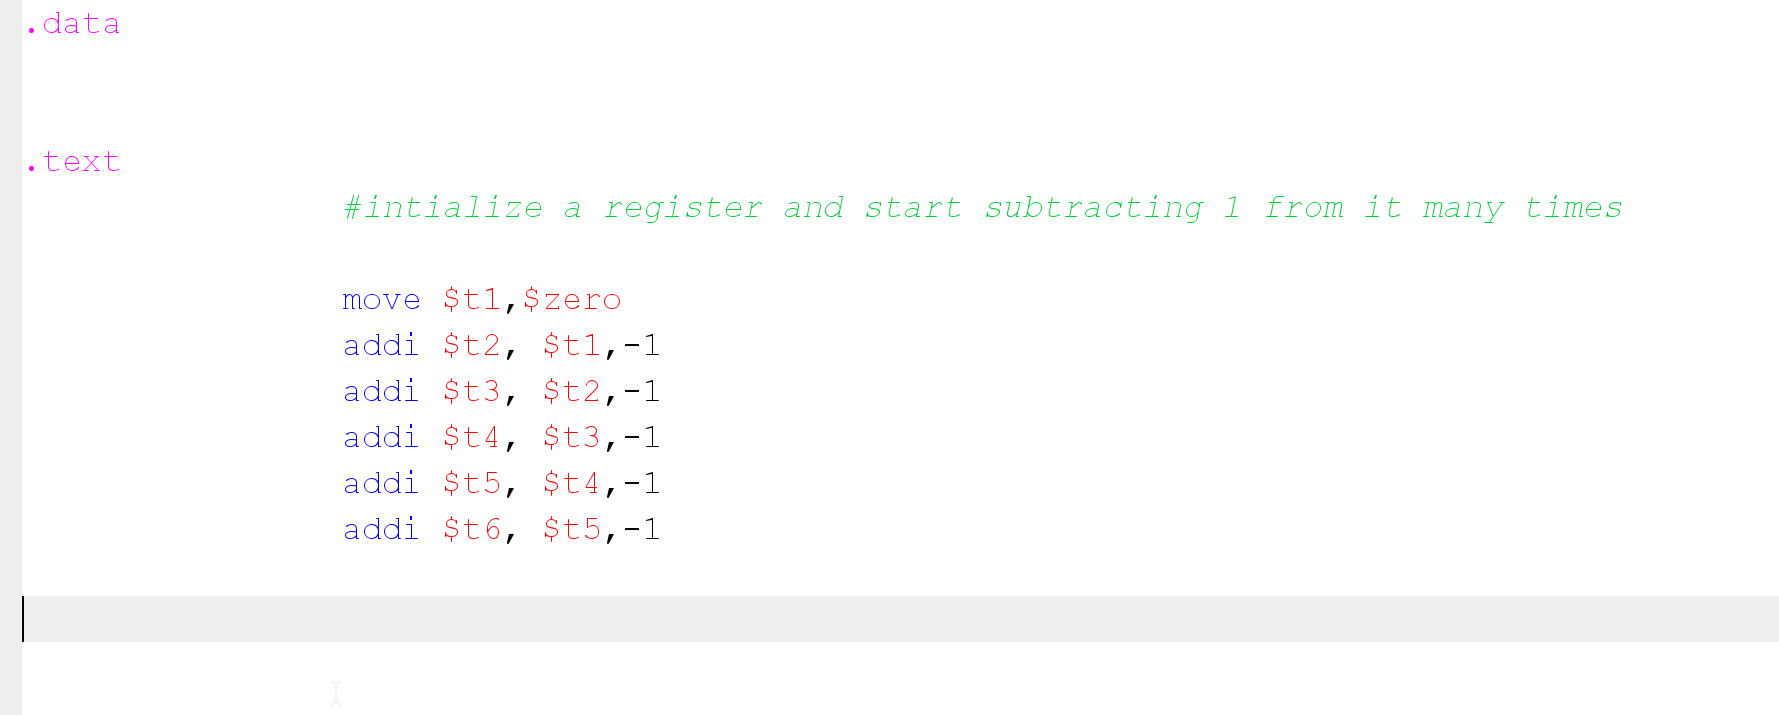 .data
.text
#intialize a register and start subtracting 1 from it many times
move $t1,$zero
addi $t2, $t1,-1
addi $t3, $t2,-1
addi $t4, $t3,-1
addi $t5, $t4,-1
addi $t6, $t5,-1